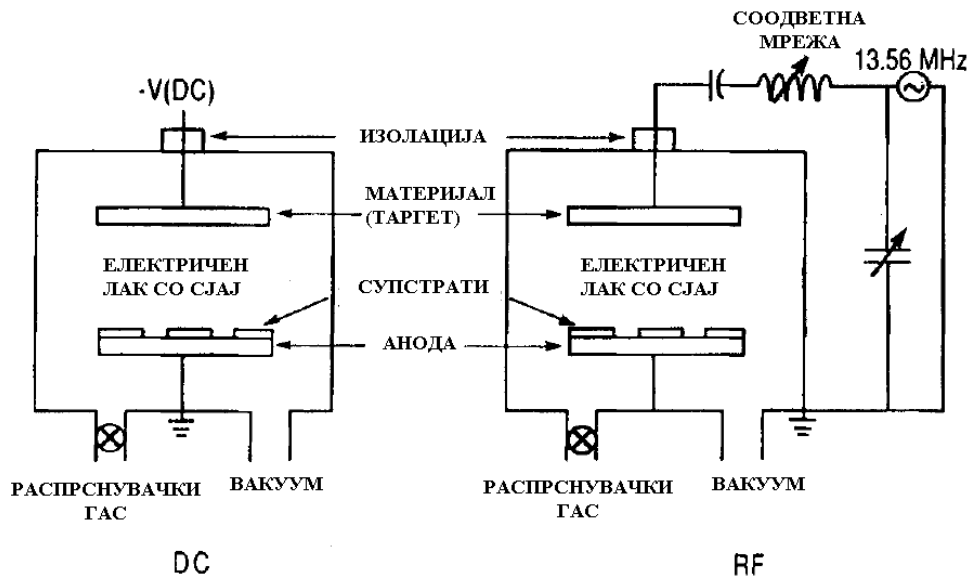 СООДВЕТНА
МРЕЖА
13.56 MHz
-V(DC)
ИЗОЛАЦИЈА
МАТЕРИЈАЛ
(ТАРГЕТ)
ЕЛЕКТРИЧЕН
ЛАК СО СЈАЈ
ЕЛЕКТРИЧЕН
ЛАК СО СЈАЈ
СУПСТРАТИ
АНОДА
РАСПРСНУВАЧКИ
ГАС
ВАКУУМ
РАСПРСНУВАЧКИ
ГАС
ВАКУУМ
DC
RF